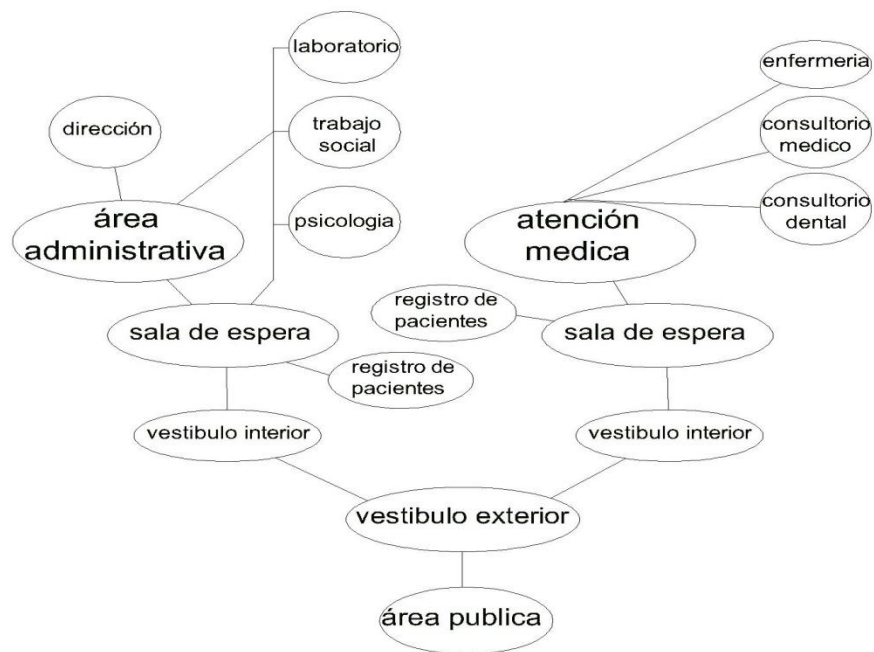 laboratorio
enfermeria
dirección
trabajo
social
consultorio
medico
área
administrativa
psicologia
atención
medica
consultorio
dental
registro de
pacientes
sala de espera
sala de espera
registro de
pacientes
vestibulo interior
vestibulo interior
vestibulo exterior
área publica